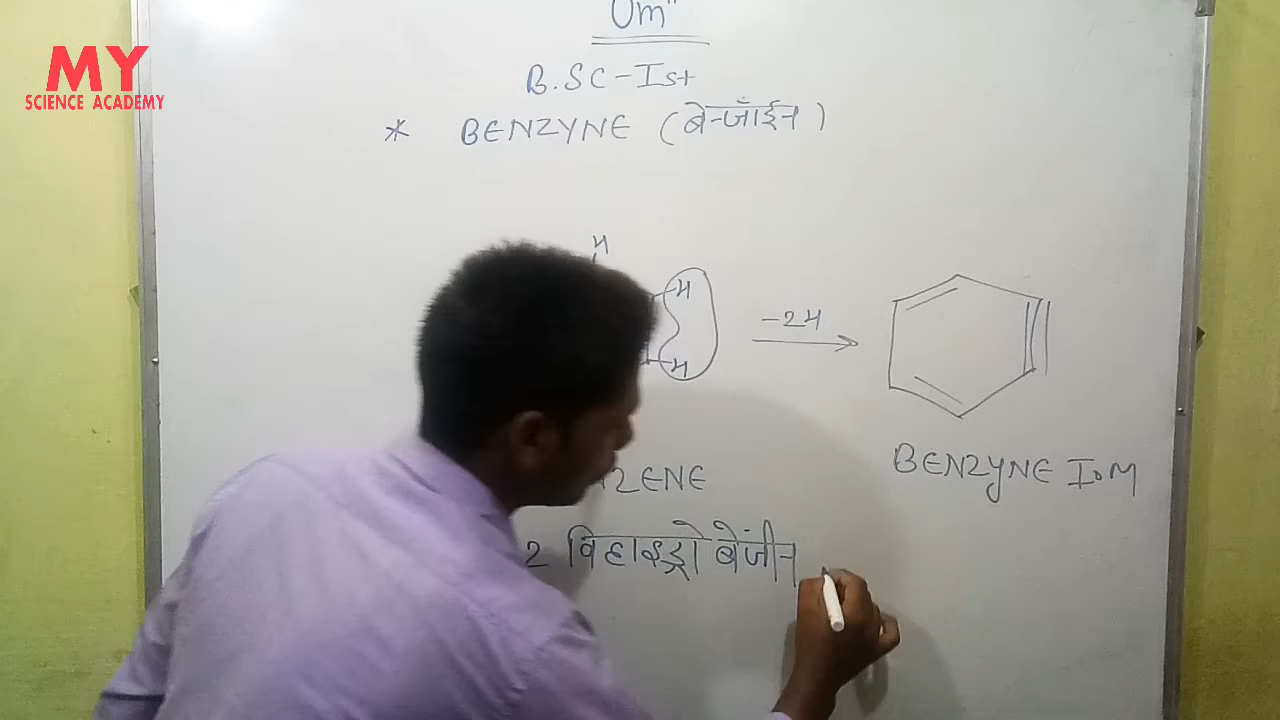 MY
SCIENCE ACADEMY
Om"
B.SC-Ist
* BENZYNE (बेन्जॉईन)
H
H
H
-2H
ZENE
BENZYNE ION
2 विहाइड्रो बेंजीन